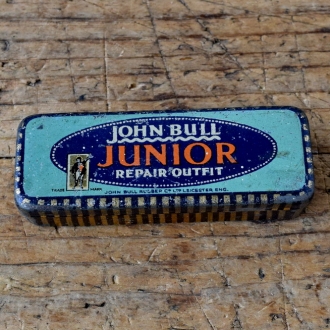 JOHN BULL
JUNIOR
REPAIR OUTFIT
TRADE MARK
JOHN BULL RUBBER CO LTD LEICESTER ENG.